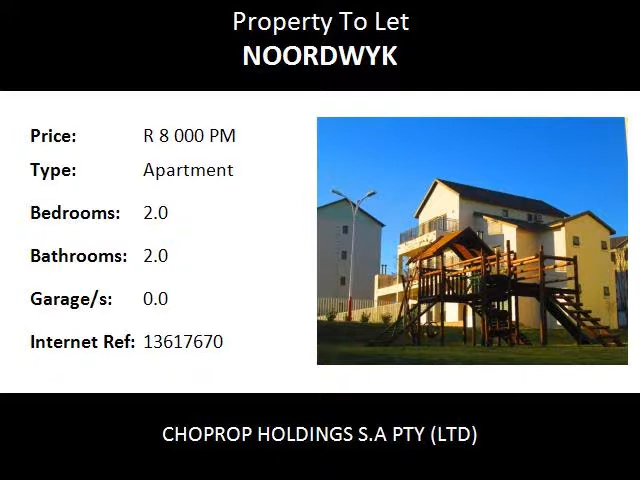 Property To Let
NOORDWYK
Price: R 8 000 PM
Type: Apartment
Bedrooms: 2.0
Bathrooms: 2.0
Garage/s: 0.0
Internet Ref: 13617670
CHOPROP HOLDINGS S.A PTY (LTD)